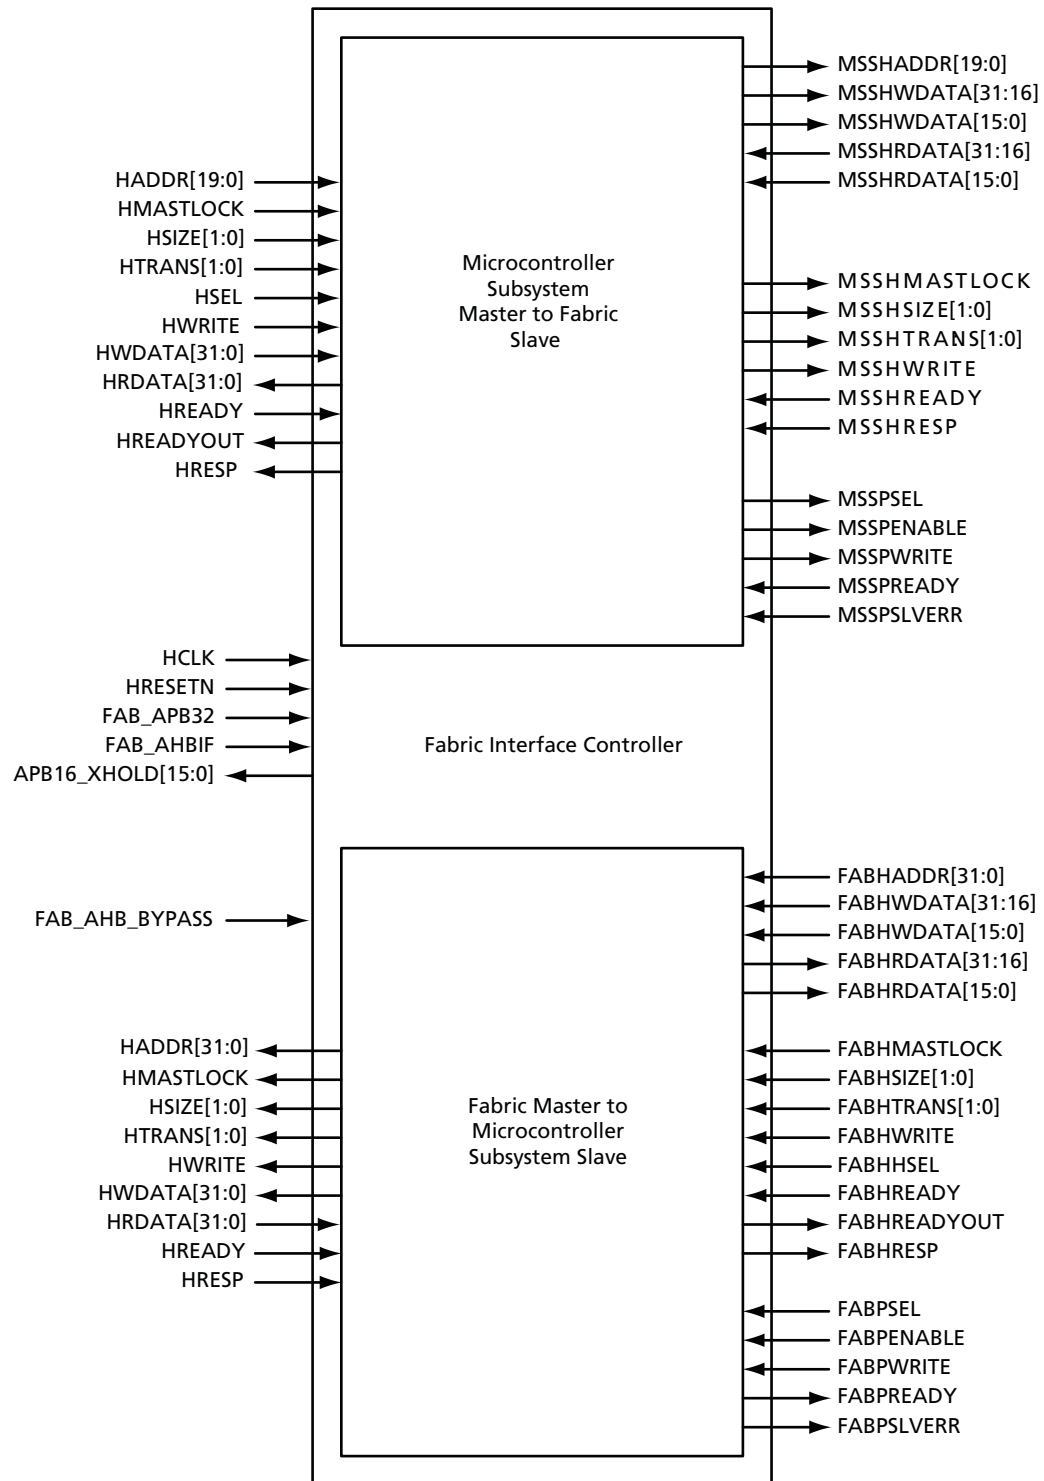 MSSHADDR[19:0]
MSSHWDATA[31:16]
MSSHWDATA[15:0]
MSSHRDATA[31:16]
MSSHRDATA[15:0]
HADDR[19:0]
HMASTLOCK
HSIZE[1:0]
HTRANS[1:0]
HSEL
HWRITE
HWDATA[31:0]
HRDATA[31:0]
HREADY
HREADYOUT
HRESP
Microcontroller
Subsystem
Master to Fabric
Slave
MSSHMASTLOCK
MSSHSIZE[1:0]
MSSHTRANS[1:0]
MSSHWRITE
MSSHREADY
MSSHRESP
MSSPSEL
MSSPENABLE
MSSPWRITE
MSSPREADY
MSSPSLVERR
HCLK
HRESETN
FAB_APB32
FAB_AHBIF
APB16_XHOLD[15:0]
Fabric Interface Controller
FAB_AHB_BYPASS
FABHADDR[31:0]
FABHWDATA[31:16]
FABHWDATA[15:0]
FABHRDATA[31:16]
FABHRDATA[15:0]
HADDR[31:0]
HMASTLOCK
HSIZE[1:0]
HTRANS[1:0]
HWRITE
HWDATA[31:0]
HRDATA[31:0]
HREADY
HRESP
Fabric Master to
Microcontroller
Subsystem Slave
FABHMASTLOCK
FABHSIZE[1:0]
FABHTRANS[1:0]
FABHWRITE
FABHHSEL
FABHREADY
FABHREADYOUT
FABHRESP
FABPSEL
FABPENABLE
FABPWRITE
FABPREADY
FABPSLVERR